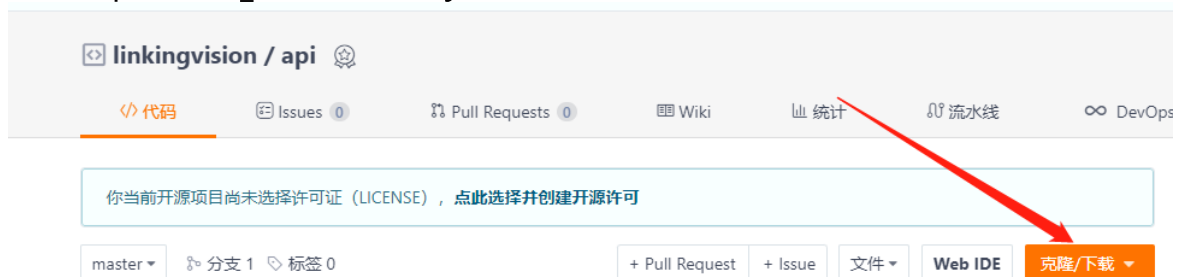 linkingvision / api
代码 Issues 0 Pull Requests 0 Wiki 统计 流水线 DevOps
你当前开源项目尚未选择许可证（LICENSE），点此选择并创建开源许可
master 分支 1 标签 0 + Pull Request + Issue 文件 Web IDE 克隆/下载